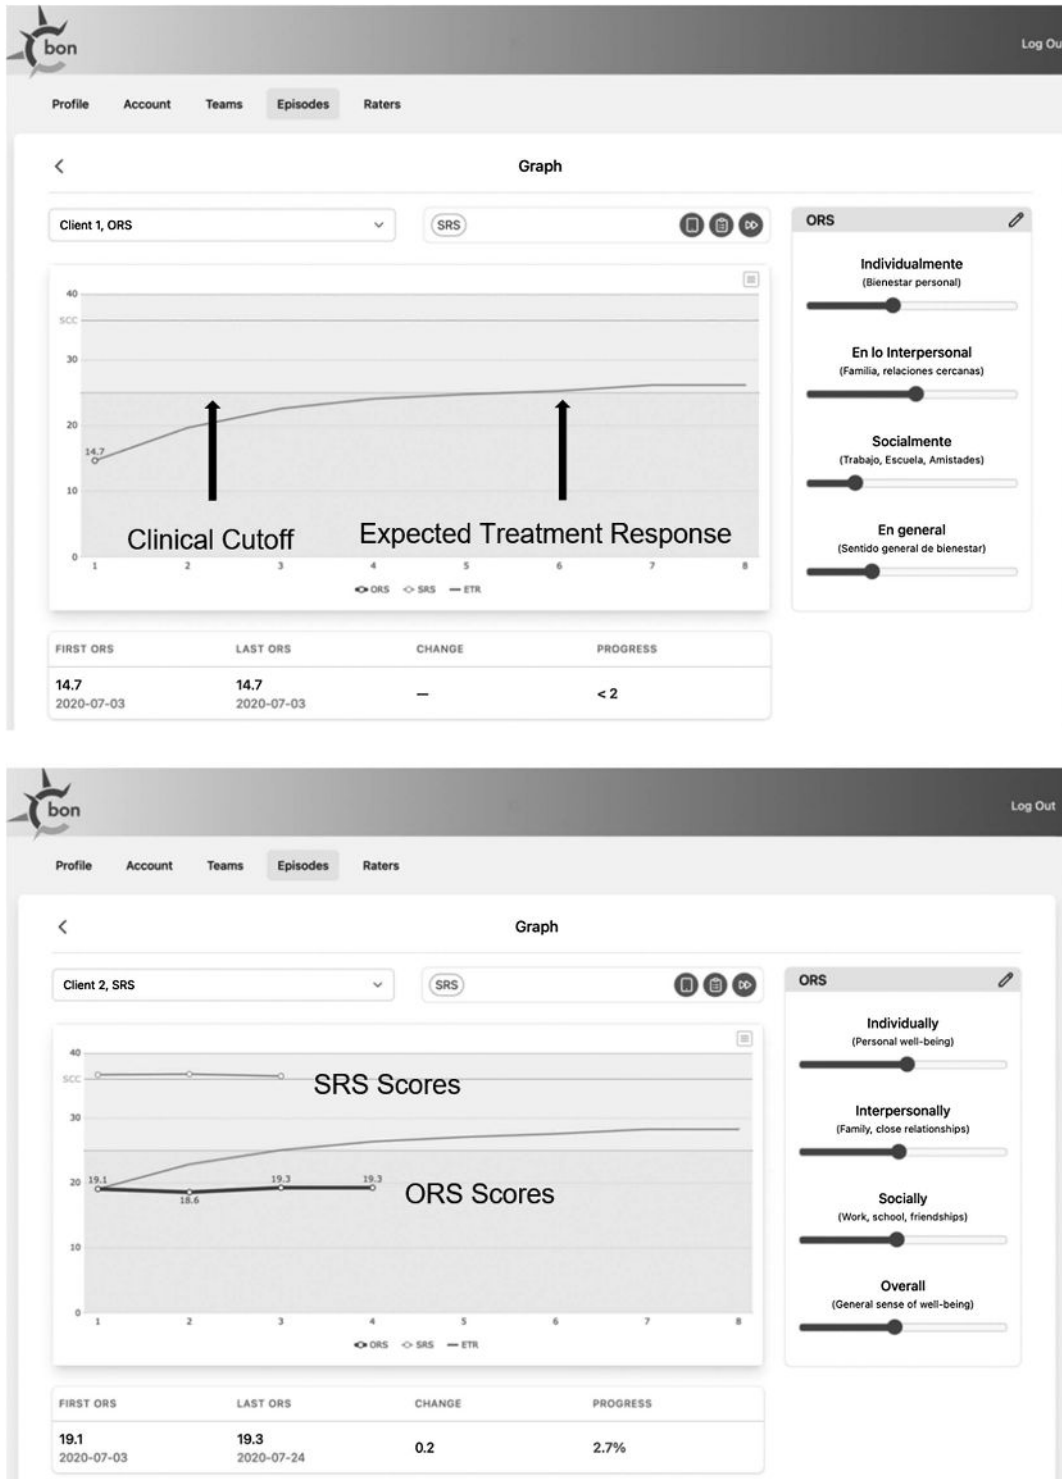 bon
Log Ou
Profile Account Teams Episodes Raters
Graph
Client 1, ORS
SRS
ORS
40
SCC
30
20
10
0
14.7
Clinical Cutoff
Expected Treatment Response
1 2 3 4 5 6 7 8
ORS SRS ETR
Individualmente
(Bienestar personal)
En lo Interpersonal
(Familia, relaciones cercanas)
Socialmente
(Trabajo, Escuela, Amistades)
En general
(Sentido general de bienestar)
FIRST ORS LAST ORS CHANGE PROGRESS
14.7 14.7 — < 2
2020-07-03 2020-07-03
bon
Log Out
Profile Account Teams Episodes Raters
Graph
Client 2, SRS
SRS
ORS
40
SCC
30
20
10
0
SRS Scores
19.1 18.6 19.3 19.3
ORS Scores
1 2 3 4 5 6 7 8
ORS SRS ETR
Individually
(Personal well-being)
Interpersonally
(Family, close relationships)
Socially
(Work, school, friendships)
Overall
(General sense of well-being)
FIRST ORS LAST ORS CHANGE PROGRESS
19.1 19.3 0.2 2.7%
2020-07-03 2020-07-24